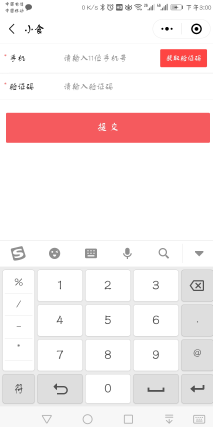 中国电信
中国移动
0 K/s
下午8:00
小舍
* 手机 请输入11位手机号 获取验证码
* 验证码 请输入验证码
提交
% 1 2 3
/ 4 5 6 .
- 7 8 9 @
符 0